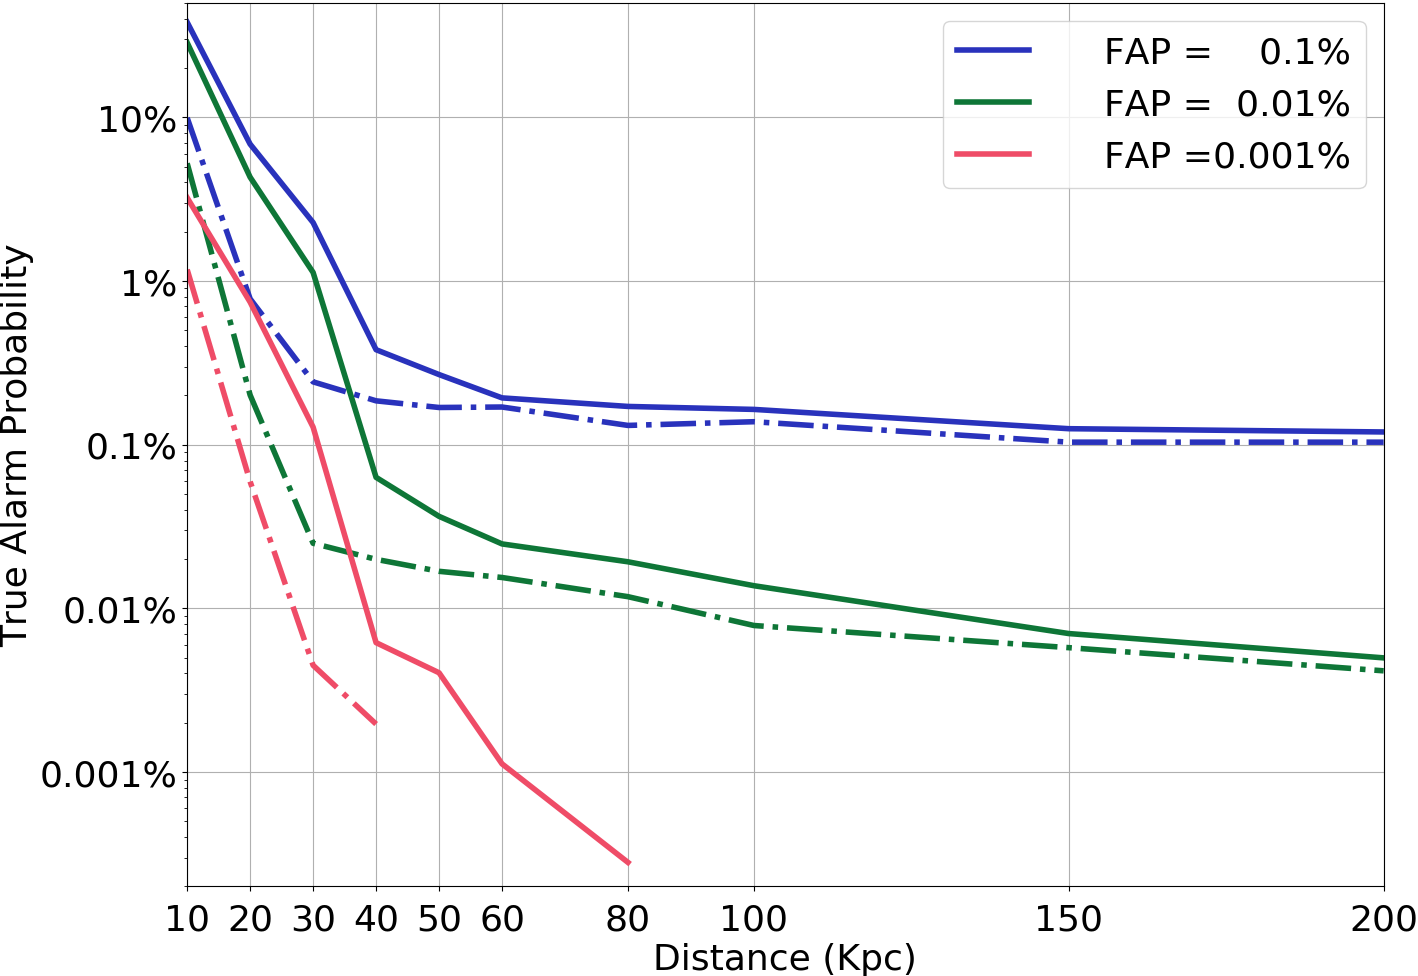 FAP = 0.1%
FAP = 0.01%
FAP =0.001%
10%
1%
0.1%
0.01%
0.001%
True Alarm Probability
10 20 30 40 50 60 80 100 150 200
Distance (Kpc)